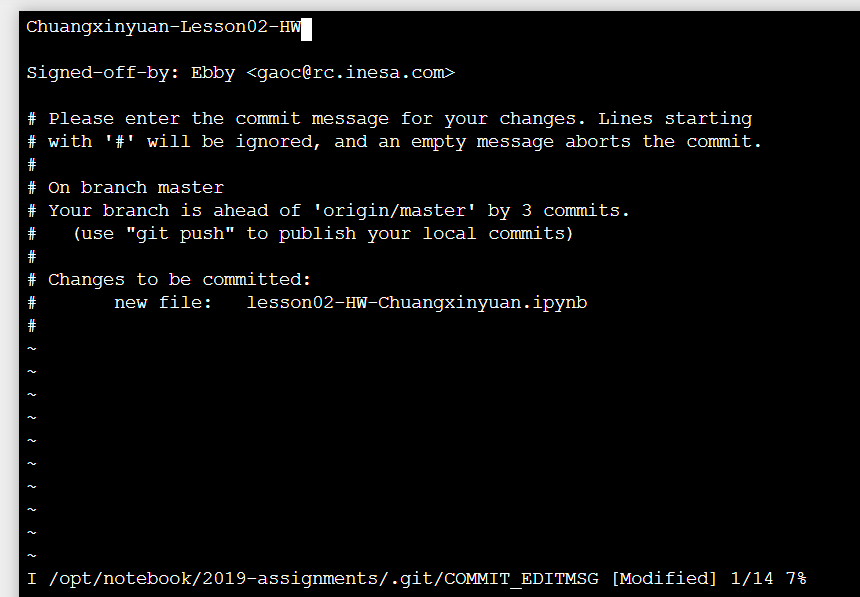 Chuangxinyuan-Lesson02-HW
Signed-off-by: Ebby <gaoc@rc.inesa.com>
# Please enter the commit message for your changes. Lines starting
# with '#' will be ignored, and an empty message aborts the commit.
#
# On branch master
# Your branch is ahead of 'origin/master' by 3 commits.
#   (use "git push" to publish your local commits)
#
# Changes to be committed:
#       new file:   lesson02-HW-Chuangxinyuan.ipynb
#
~
~
~
~
~
~
~
~
~
~
I /opt/notebook/2019-assignments/.git/COMMIT_EDITMSG [Modified] 1/14 7%